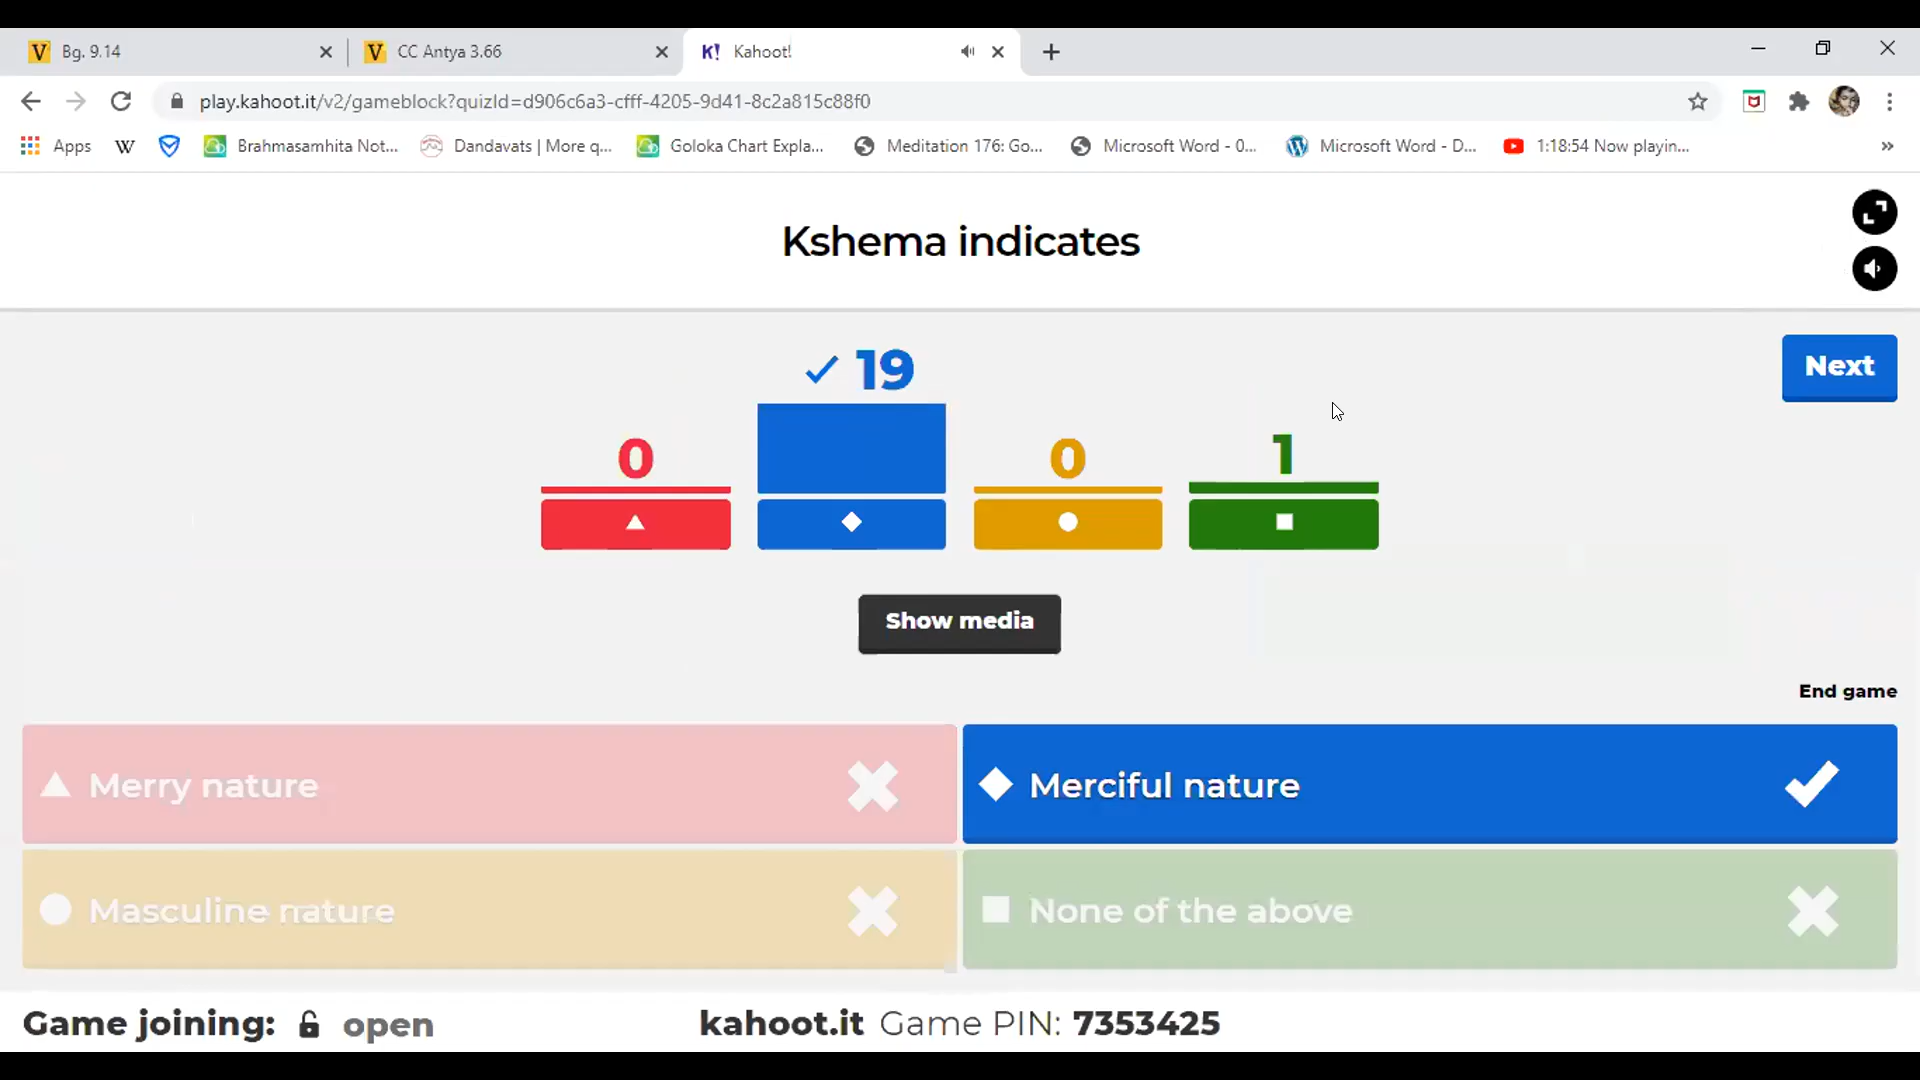 Bg. 9.14
CC Antya 3.66
K! Kahoot!
play.kahoot.it/v2/gameblock?quizId=d906c6a3-cfff-4205-9d41-8c2a815c88f0
Apps
Brahmasamhita Not...
Dandavats | More q...
Goloka Chart Expla...
Meditation 176: Go...
Microsoft Word - 0...
Microsoft Word - D...
1:18:54 Now playin...
Kshema indicates
Next
0
19
0
1
Show media
End game
Merry nature
Merciful nature
Masculine nature
None of the above
Game joining: open
kahoot.it Game PIN: 7353425